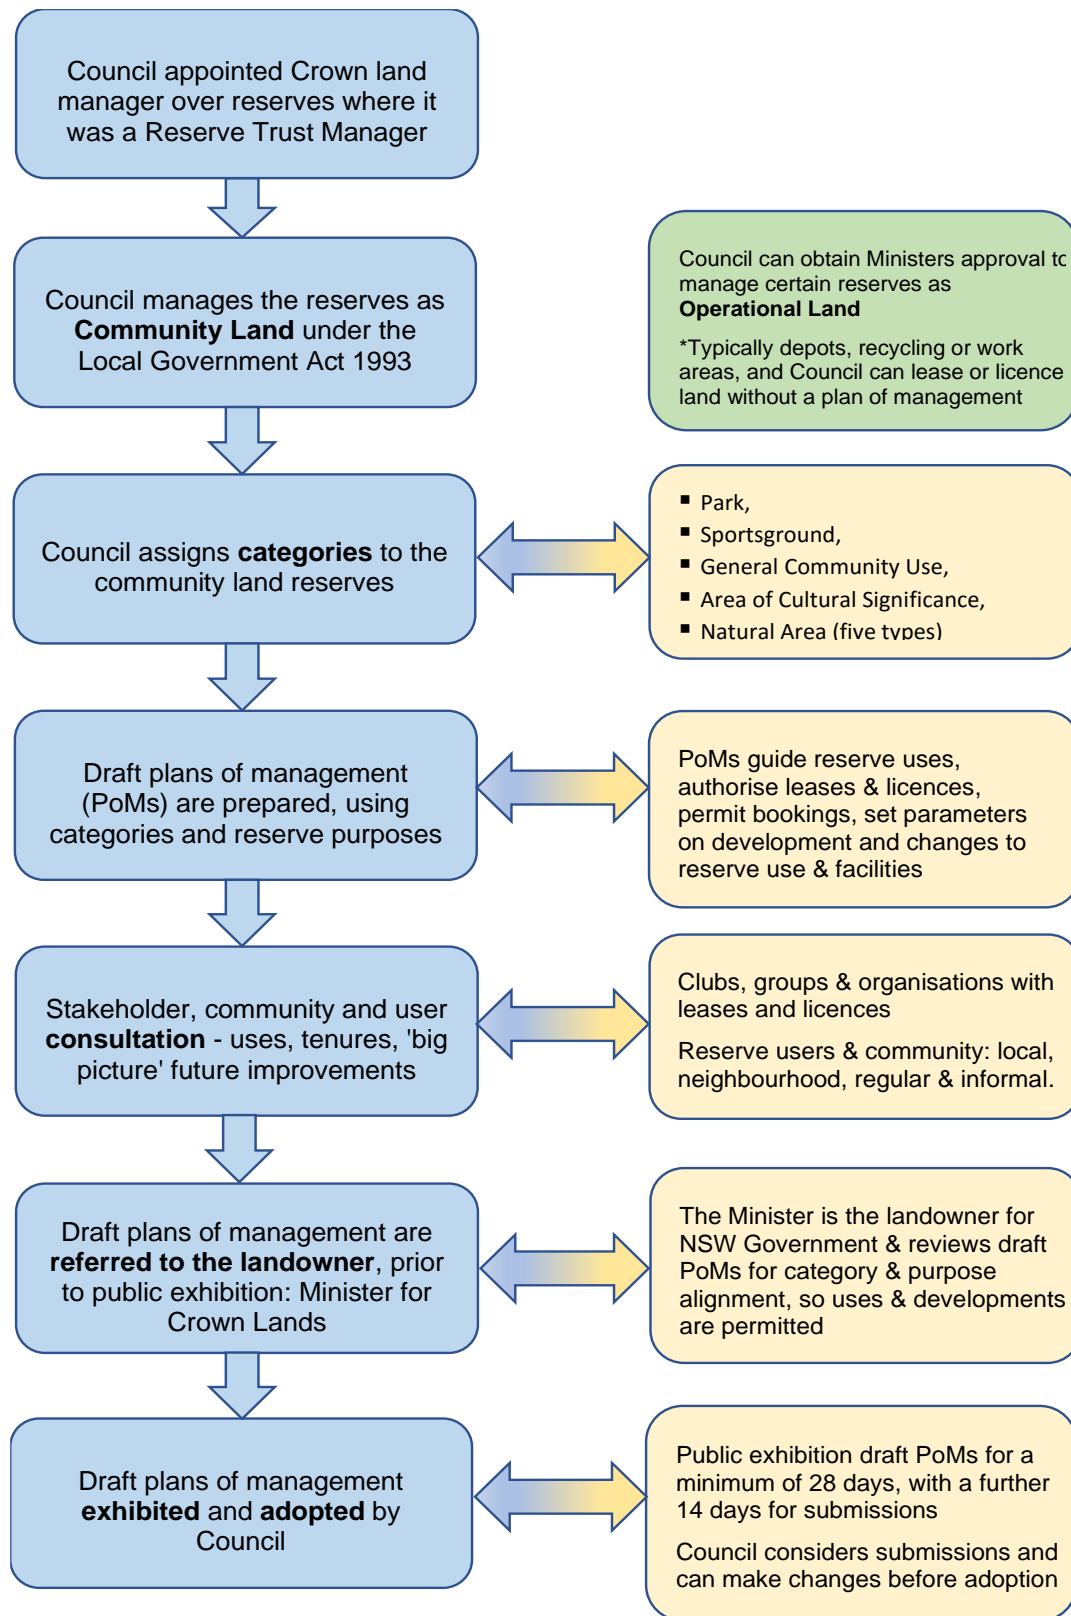 Council appointed Crown land
manager over reserves where it
was a Reserve Trust Manager
Council manages the reserves as
Community Land under the
Local Government Act 1993
Council can obtain Ministers approval to
manage certain reserves as
Operational Land
*Typically depots, recycling or work
areas, and Council can lease or licence
land without a plan of management
Council assigns categories to the
community land reserves
▪ Park,
▪ Sportsground,
▪ General Community Use,
▪ Area of Cultural Significance,
▪ Natural Area (five types)
Draft plans of management
(PoMs) are prepared, using
categories and reserve purposes
PoMs guide reserve uses,
authorise leases & licences,
permit bookings, set parameters
on development and changes to
reserve use & facilities
Stakeholder, community and user
consultation - uses, tenures, 'big
picture' future improvements
Clubs, groups & organisations with
leases and licences
Reserve users & community: local,
neighbourhood, regular & informal.
Draft plans of management are
referred to the landowner, prior
to public exhibition: Minister for
Crown Lands
The Minister is the landowner for
NSW Government & reviews draft
PoMs for category & purpose
alignment, so uses & developments
are permitted
Draft plans of management
exhibited and adopted by
Council
Public exhibition draft PoMs for a
minimum of 28 days, with a further
14 days for submissions
Council considers submissions and
can make changes before adoption